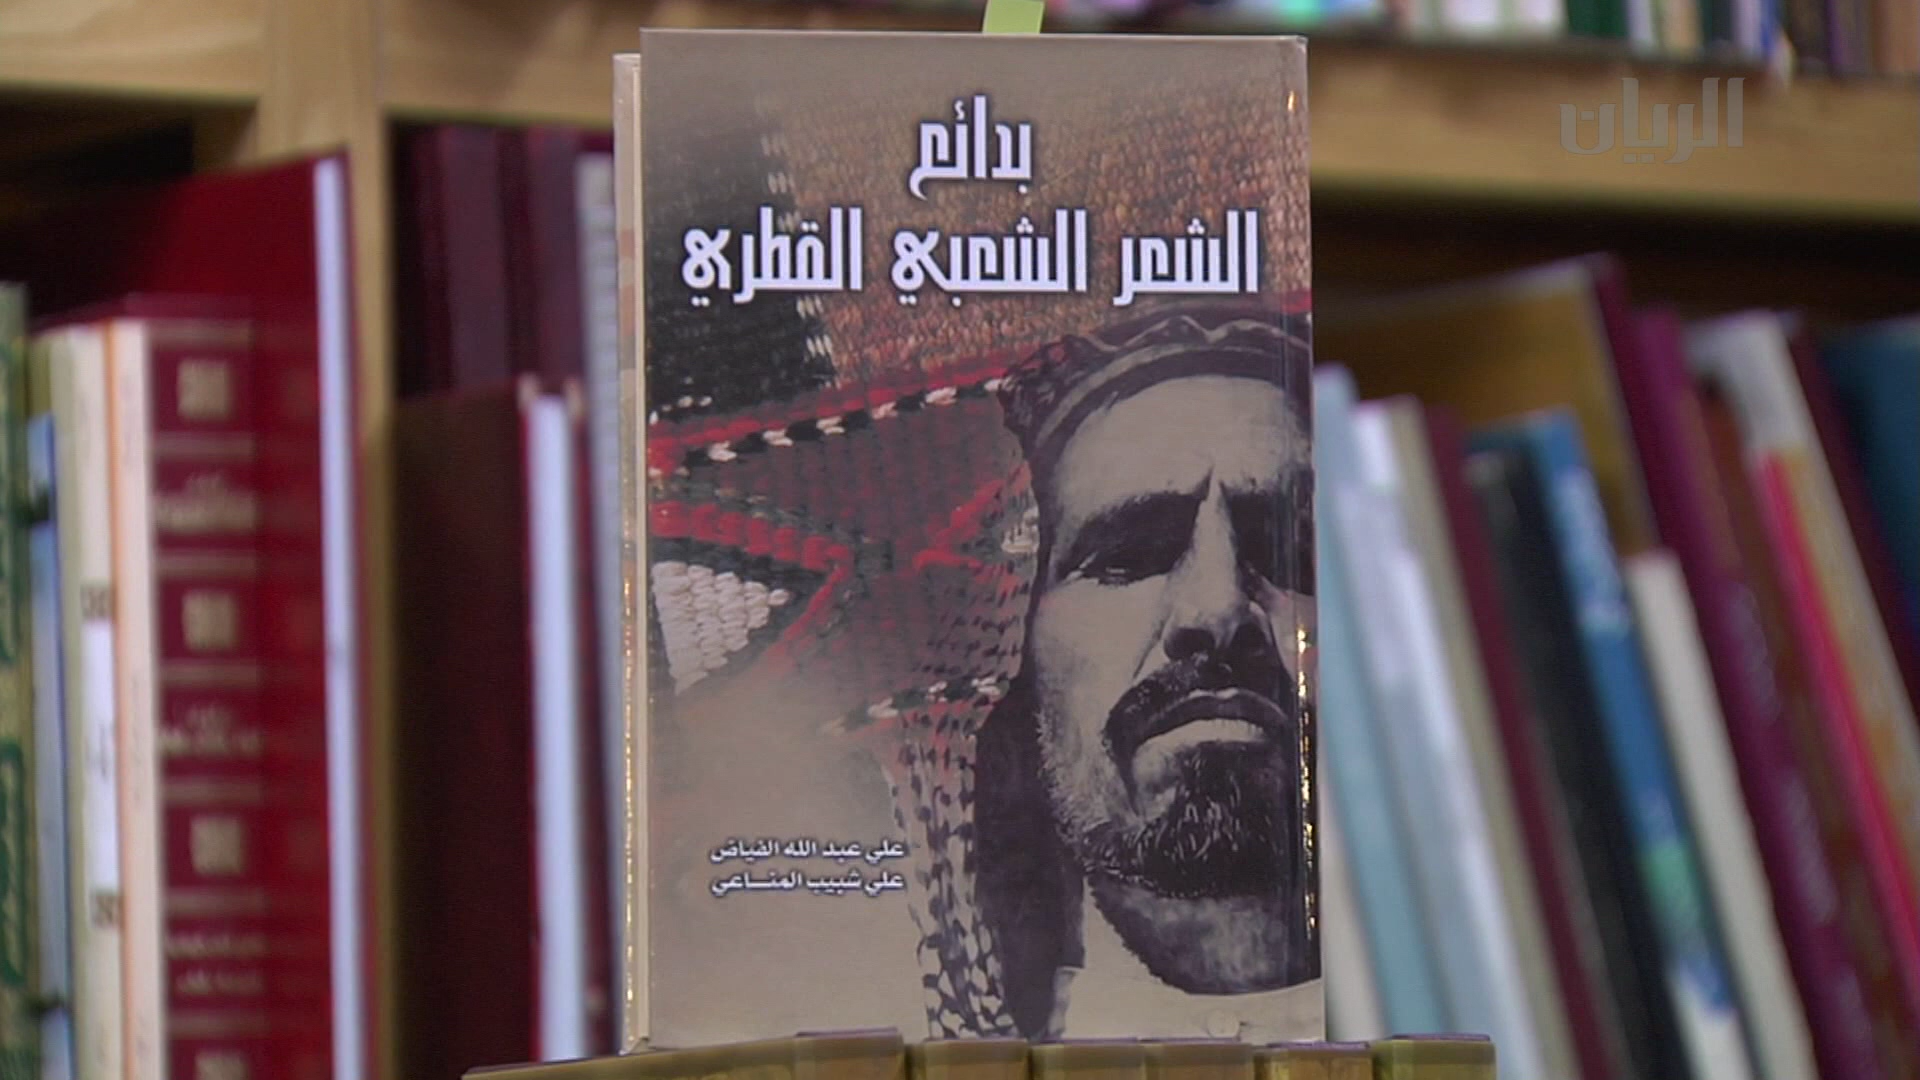 الريان
بدائع
الشعر الشعبي القطري
علي عبد الله الفياض
علي شبيب المناعي